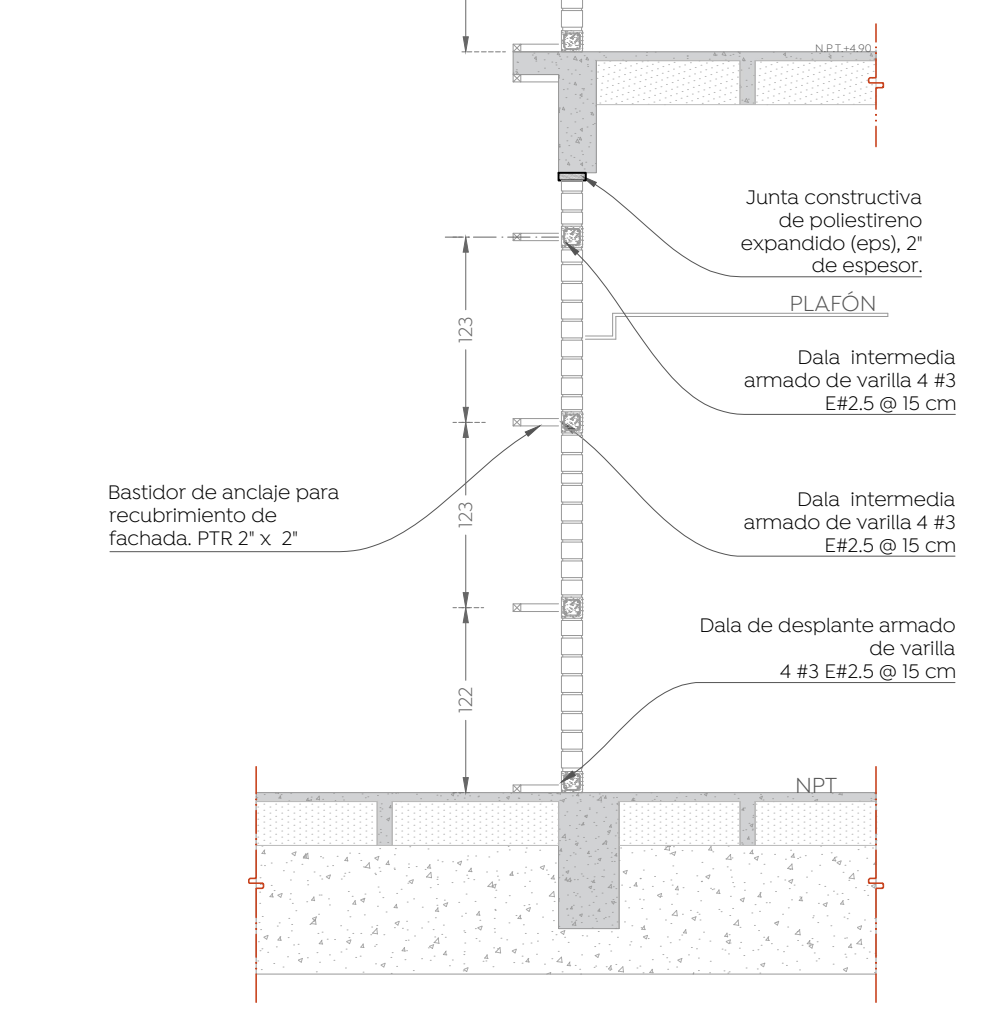 N.P.T.+4.90
Junta constructiva
de poliestireno
expandido (eps), 2"
de espesor.
PLAFÓN
123
Dala intermedia
armado de varilla 4 #3
E#2.5 @ 15 cm
Bastidor de anclaje para
recubrimiento de
fachada. PTR 2" x 2"
123
Dala intermedia
armado de varilla 4 #3
E#2.5 @ 15 cm
Dala de desplante armado
de varilla
4 #3 E#2.5 @ 15 cm
122
NPT